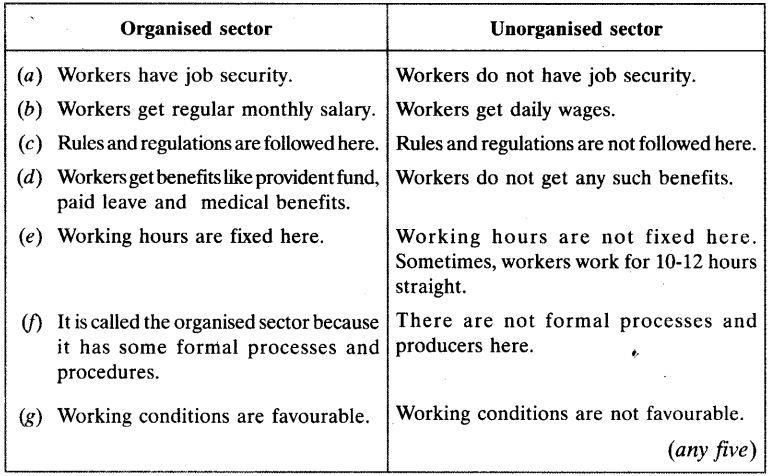 Organised sector
Unorganised sector
(a) Workers have job security.
Workers do not have job security.
(b) Workers get regular monthly salary.
Workers get daily wages.
(c) Rules and regulations are followed here.
Rules and regulations are not followed here.
(d) Workers get benefits like provident fund,
paid leave and medical benefits.
Workers do not get any such benefits.
(e) Working hours are fixed here.
Working hours are not fixed here.
Sometimes, workers work for 10-12 hours
straight.
(f) It is called the organised sector because
it has some formal processes and
procedures.
There are not formal processes and
producers here.
(g) Working conditions are favourable.
Working conditions are not favourable.
(any five)